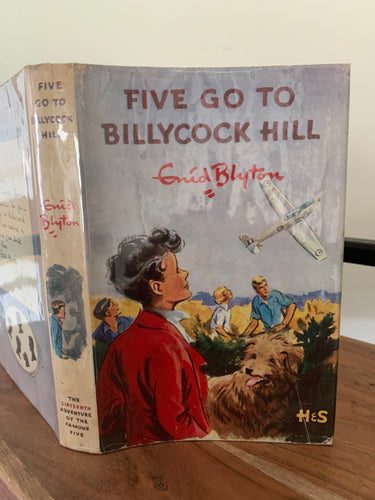 FIVE
GO TO
BILLYCOCK
HILL
Enid
Blyton
THE
SIXTEENTH
ADVENTURE
OF THE
FAMOUS
FIVE
FIVE GO TO
BILLYCOCK HILL
Enid Blyton
H&S